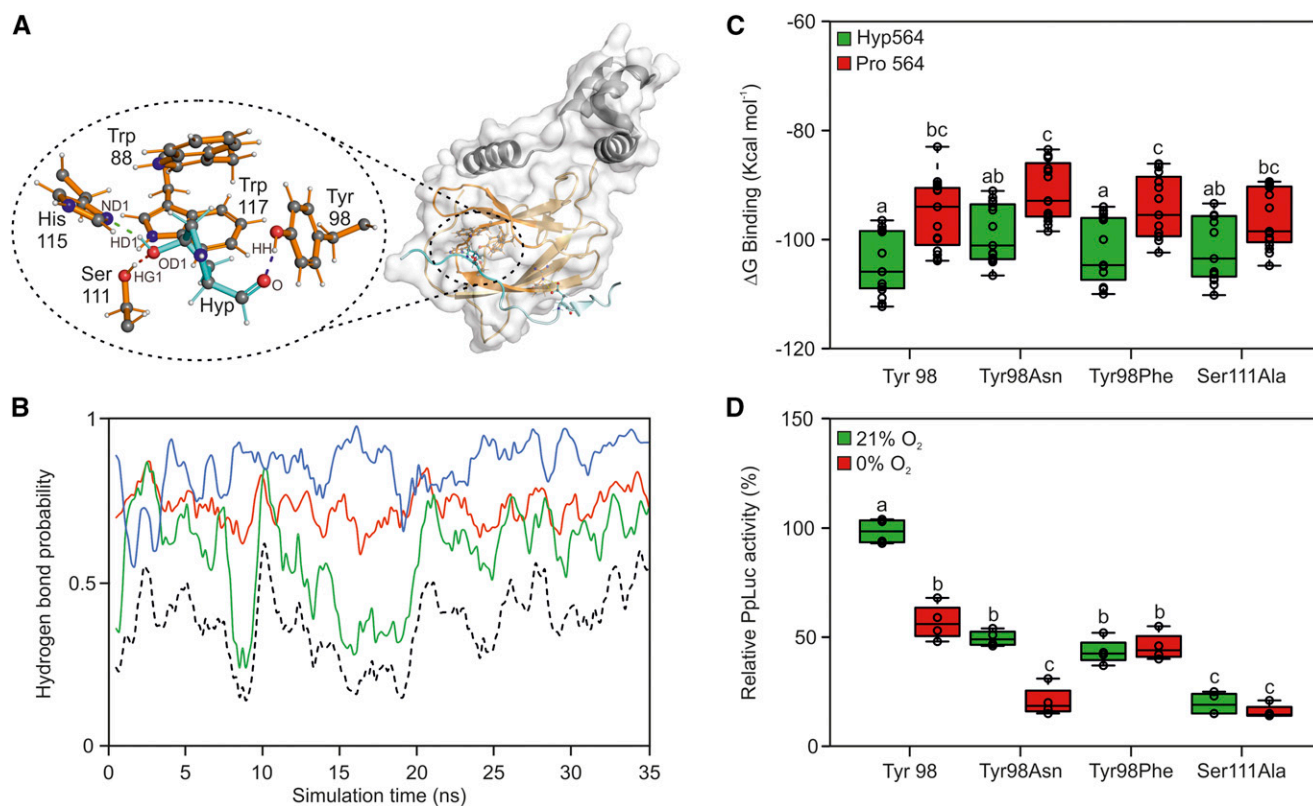 A
Trp
88
Trp
117
Tyr
98
ND1
His
115
HD1
HH
Ser
111
OD1
HG1
O
Hyp
B
Hydrogen bond probability
1
0.5
0
0 5 10 15 20 25 30 35
Simulation time (ns)
C
Hyp564
Pro 564
ΔG Binding (Kcal mol⁻¹)
-60
-80
-100
-120
a bc ab c a c ab bc
Tyr 98 Tyr98Asn Tyr98Phe Ser111Ala
D
21% O₂
0% O₂
Relative PpLuc activity (%)
150
100
50
0
a b b c b b c c
Tyr 98 Tyr98Asn Tyr98Phe Ser111Ala